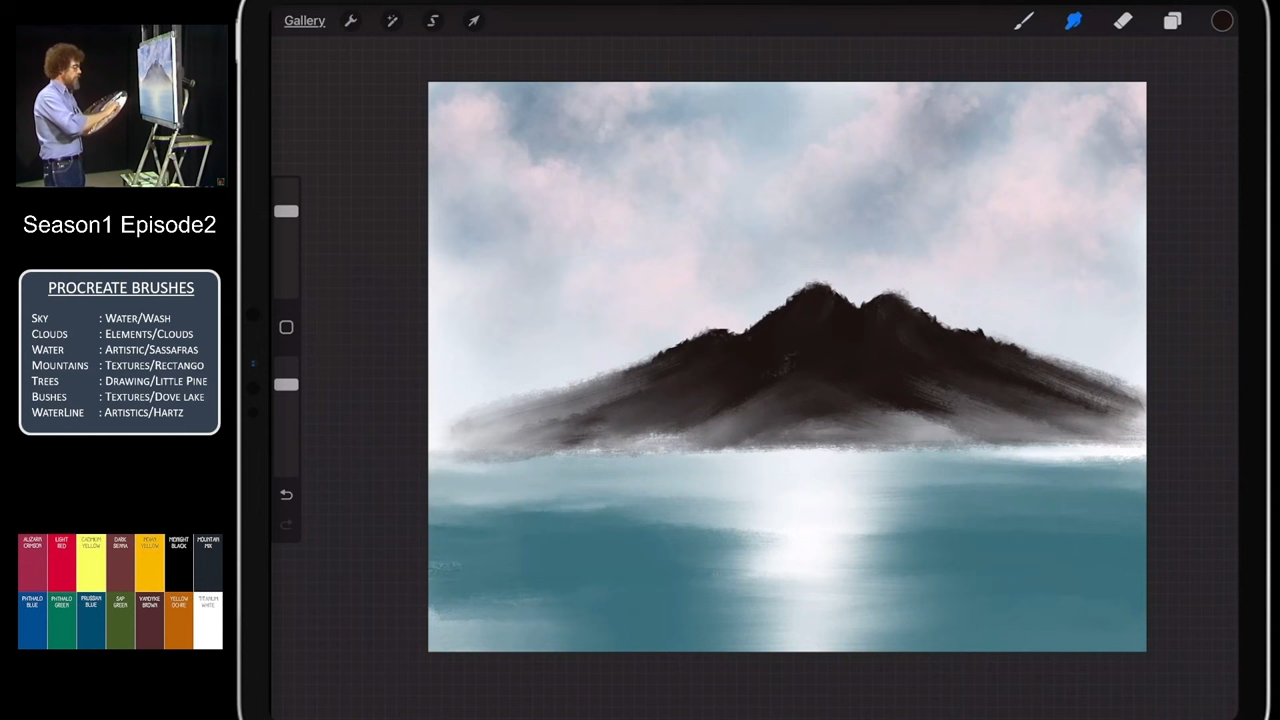 Gallery
Season1 Episode2
PROCREATE BRUSHES
SKY : WATER/WASH
CLOUDS : ELEMENTS/CLOUDS
WATER : ARTISTIC/SASSAFRAS
MOUNTAINS : TEXTURES/RECTANGO
TREES : DRAWING/LITTLE PINE
BUSHES : TEXTURES/DOVE LAKE
WATERLINE : ARTISTICS/HARTZ
ALIZARIN CRIMSON
LIGHT RED
CADMIUM YELLOW
DARK SIENNA
INDIAN YELLOW
MIDNIGHT BLACK
MOUNTAIN MIX
PHTHALO BLUE
PHTHALO GREEN
PRUSSIAN BLUE
SAP GREEN
VANDYKE BROWN
YELLOW OCHRE
TITANIUM WHITE